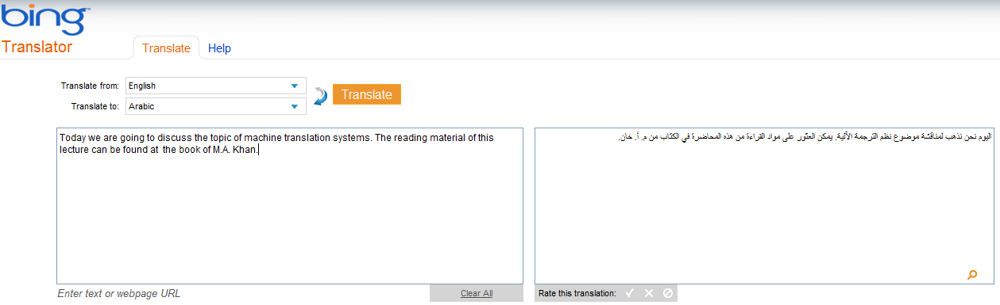 bing™
Translator
Translate
Help
Translate from: English
Translate to: Arabic
Translate
Today we are going to discuss the topic of machine translation systems. The reading material of this
lecture can be found at the book of M.A. Khan.
اليوم نحن نذهب لمناقشة موضوع نظم الترجمة الآلية. يمكن العثور على مواد القراءة من هذه المحاضرة في الكتاب من م. أ. خان.
Enter text or webpage URL
Clear All
Rate this translation: